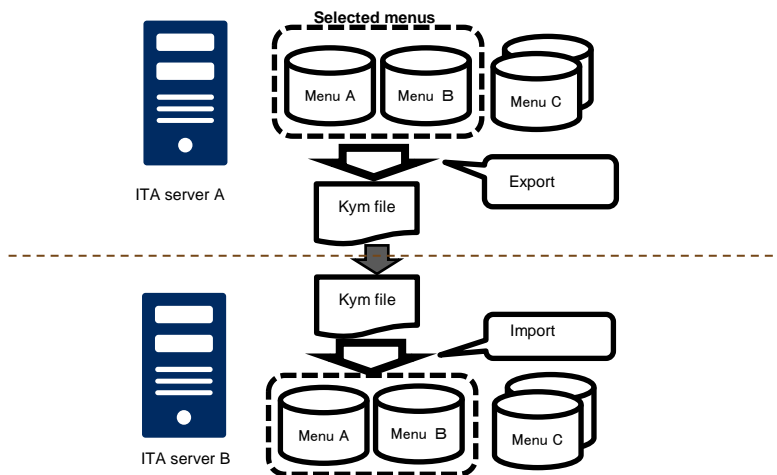 Selected menus
Menu A
Menu B
Menu C
Export
ITA server A
Kym file
Kym file
Import
Menu A
Menu B
Menu C
ITA server B